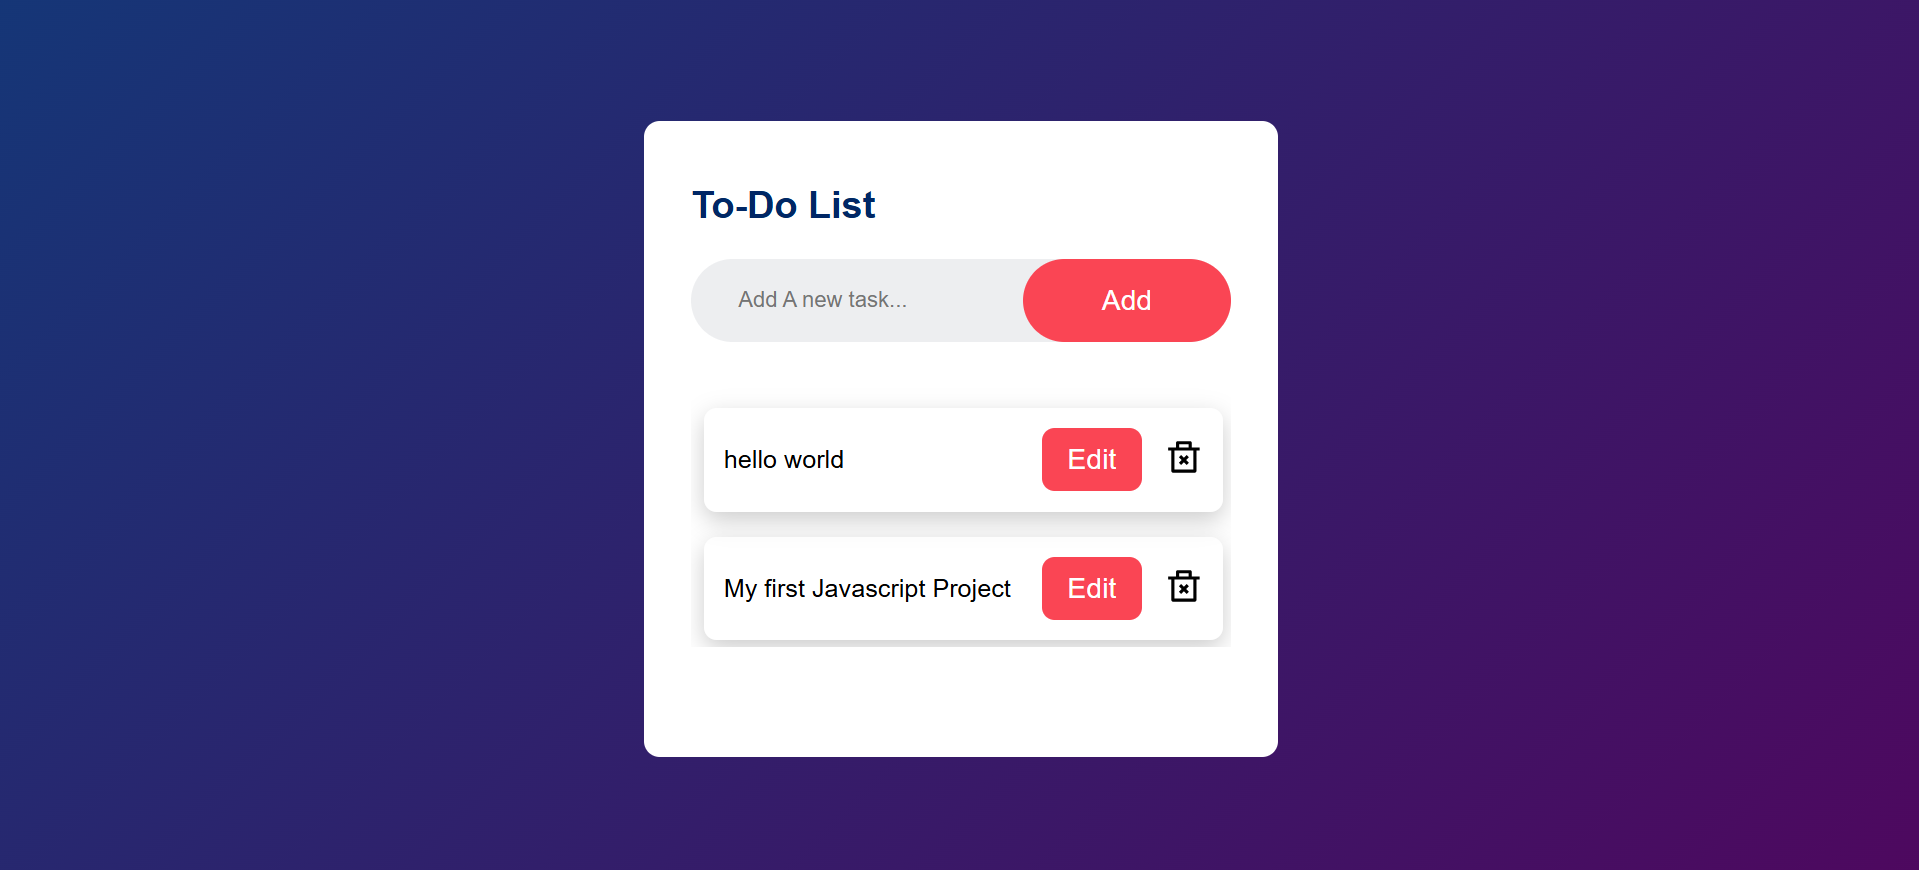 To-Do List
Add A new task...
Add
hello world
Edit
My first Javascript Project
Edit